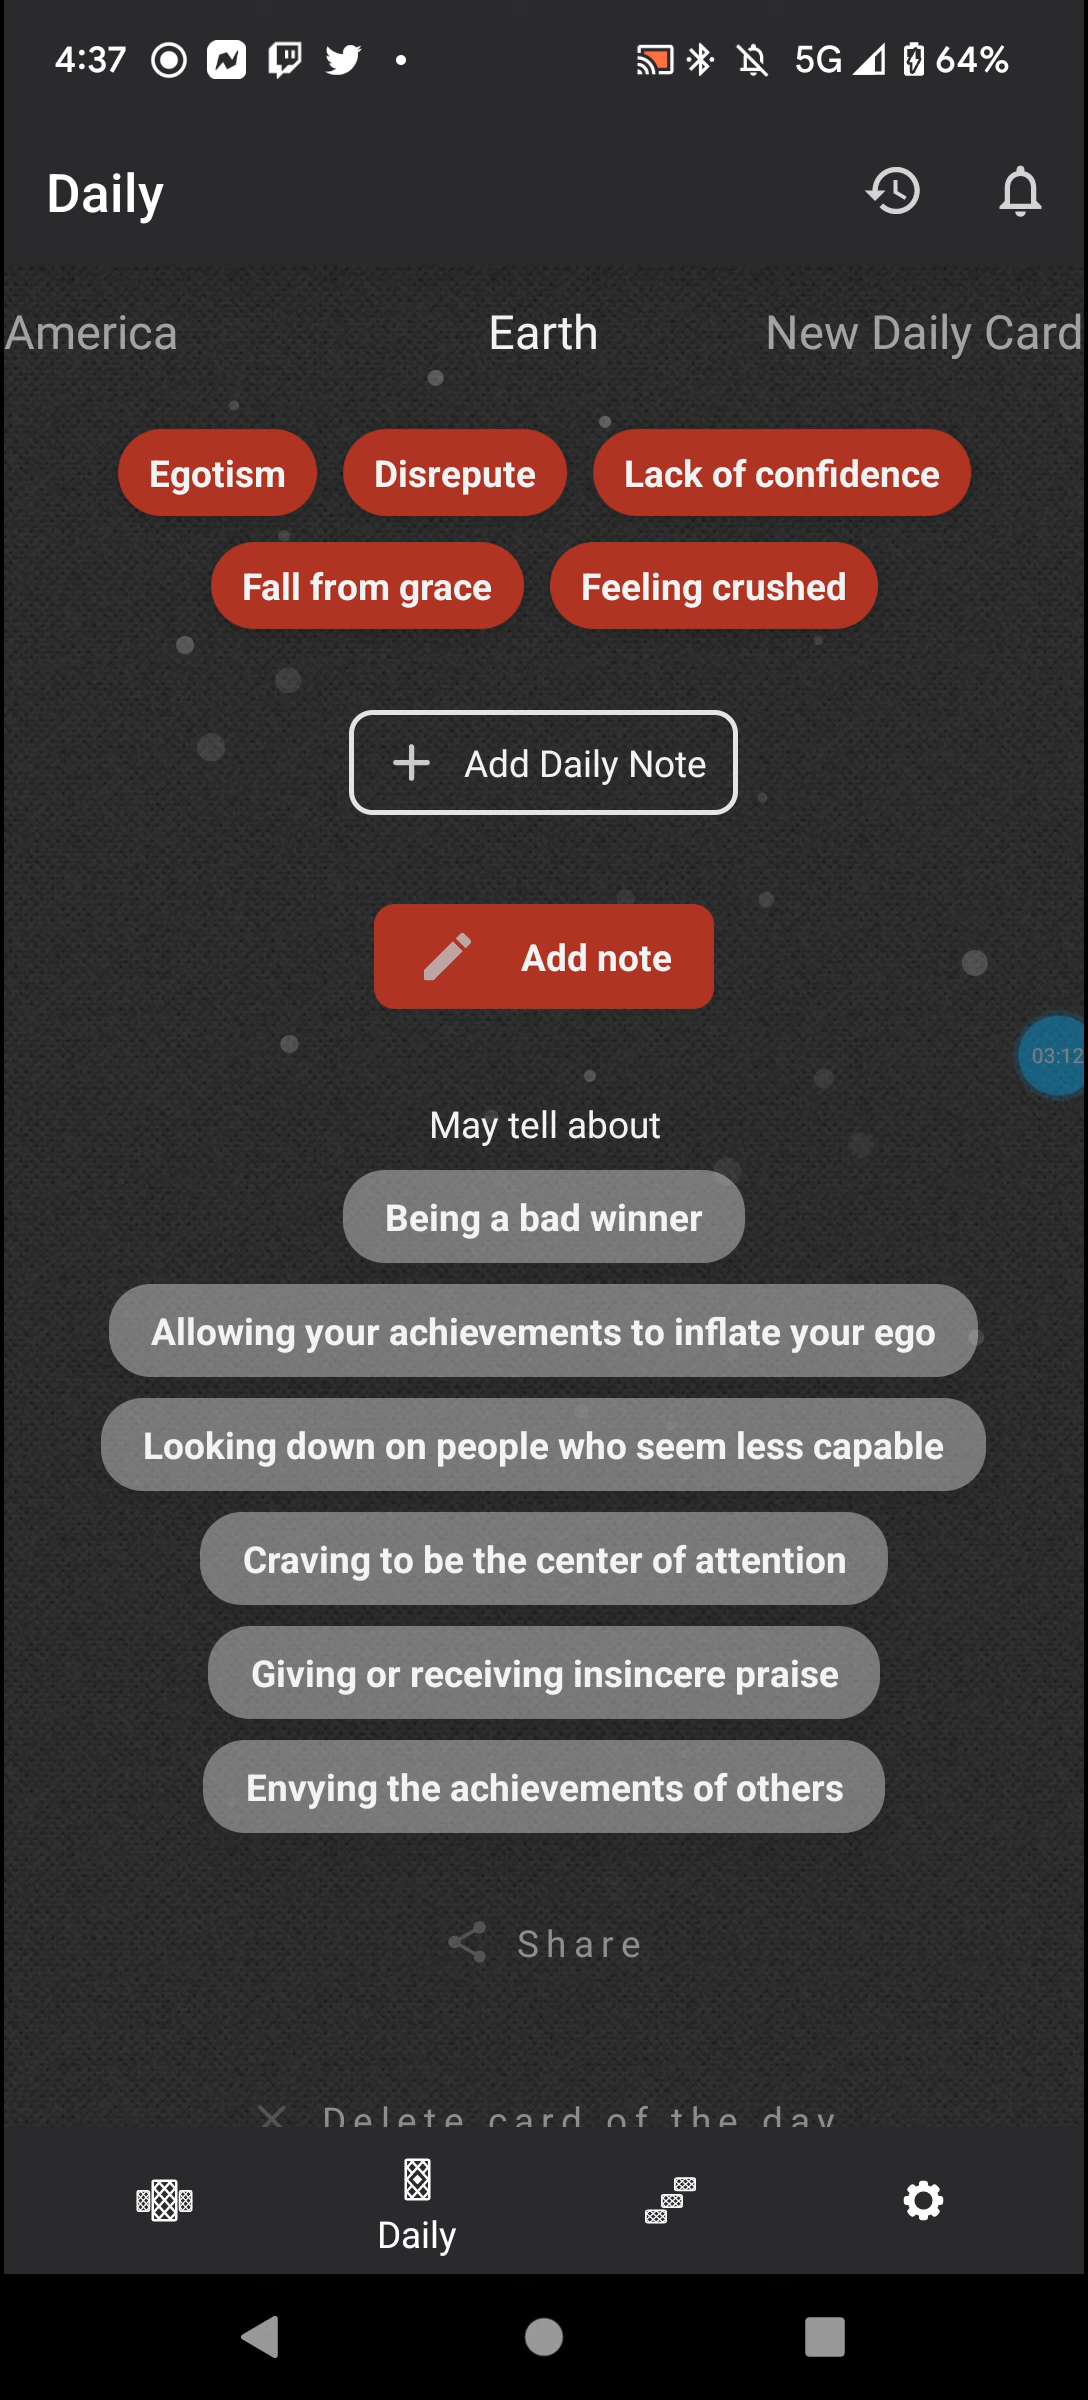 4:37 5G 64%
Daily
America Earth New Daily Card
Egotism Disrepute Lack of confidence
Fall from grace Feeling crushed
Add Daily Note
Add note
03:12
May tell about
Being a bad winner
Allowing your achievements to inflate your ego
Looking down on people who seem less capable
Craving to be the center of attention
Giving or receiving insincere praise
Envying the achievements of others
Share
Delete card of the day
Daily